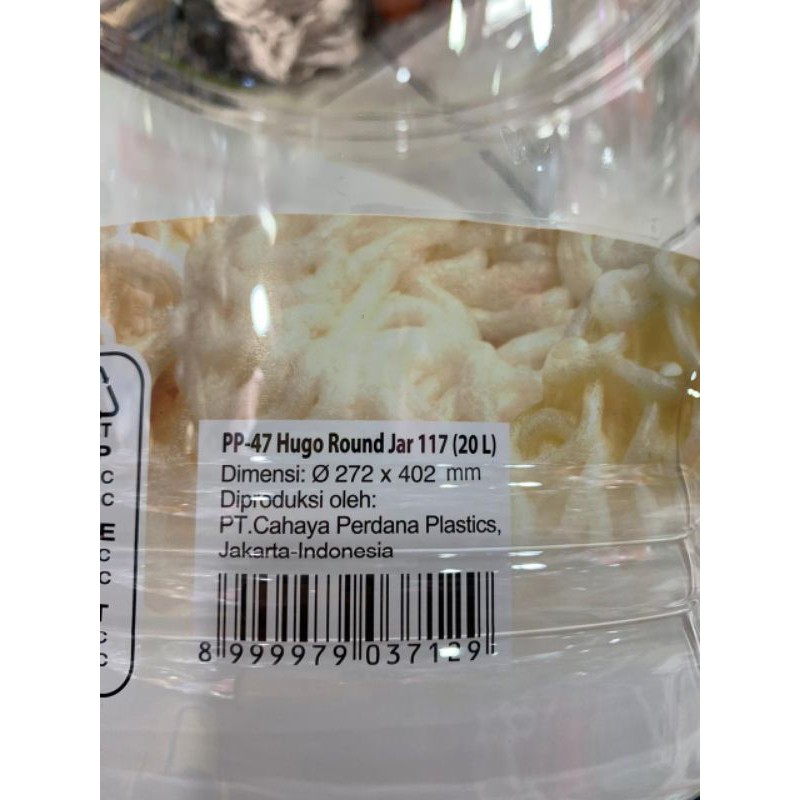 PP-47 Hugo Round Jar 117 (20 L)
Dimensi: Ø 272 x 402 mm
Diproduksi oleh:
PT.Cahaya Perdana Plastics,
Jakarta-Indonesia
8 999979 037129